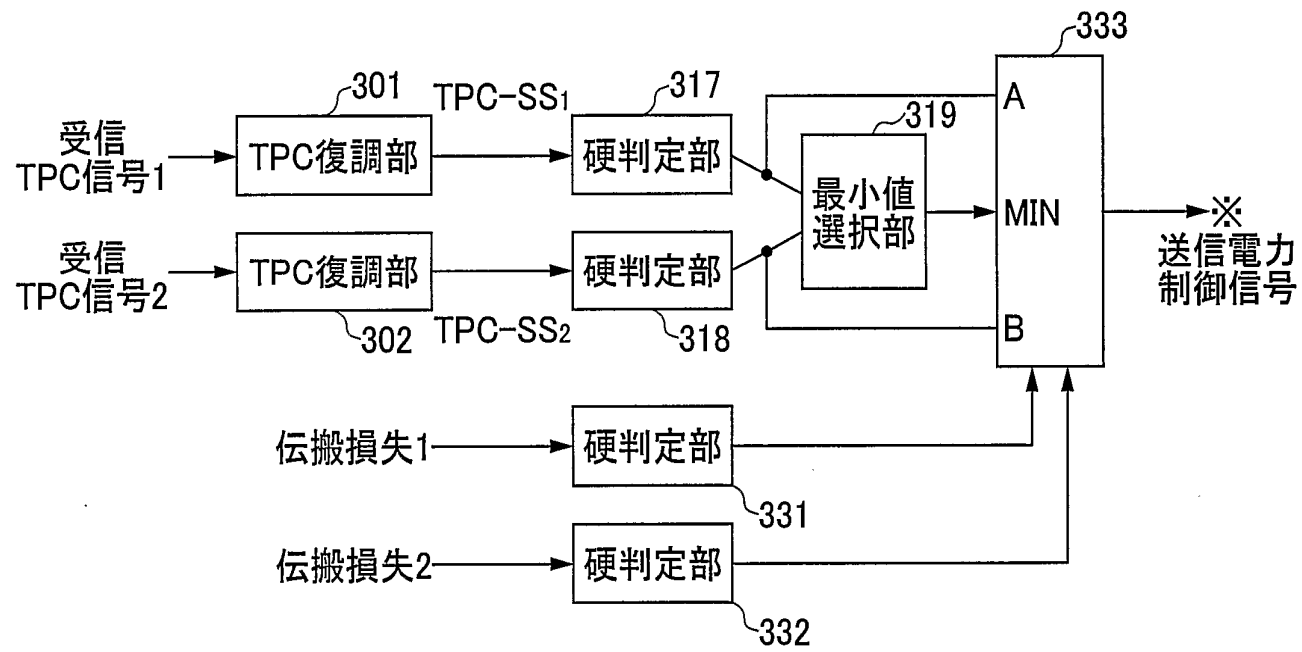 333
301
TPC-SS1
317
A
319
受信
TPC信号1
TPC復調部
硬判定部
最小値
選択部
MIN
※
送信電力
制御信号
受信
TPC信号2
TPC復調部
硬判定部
302
TPC-SS2
318
B
伝搬損失1
硬判定部
331
伝搬損失2
硬判定部
332